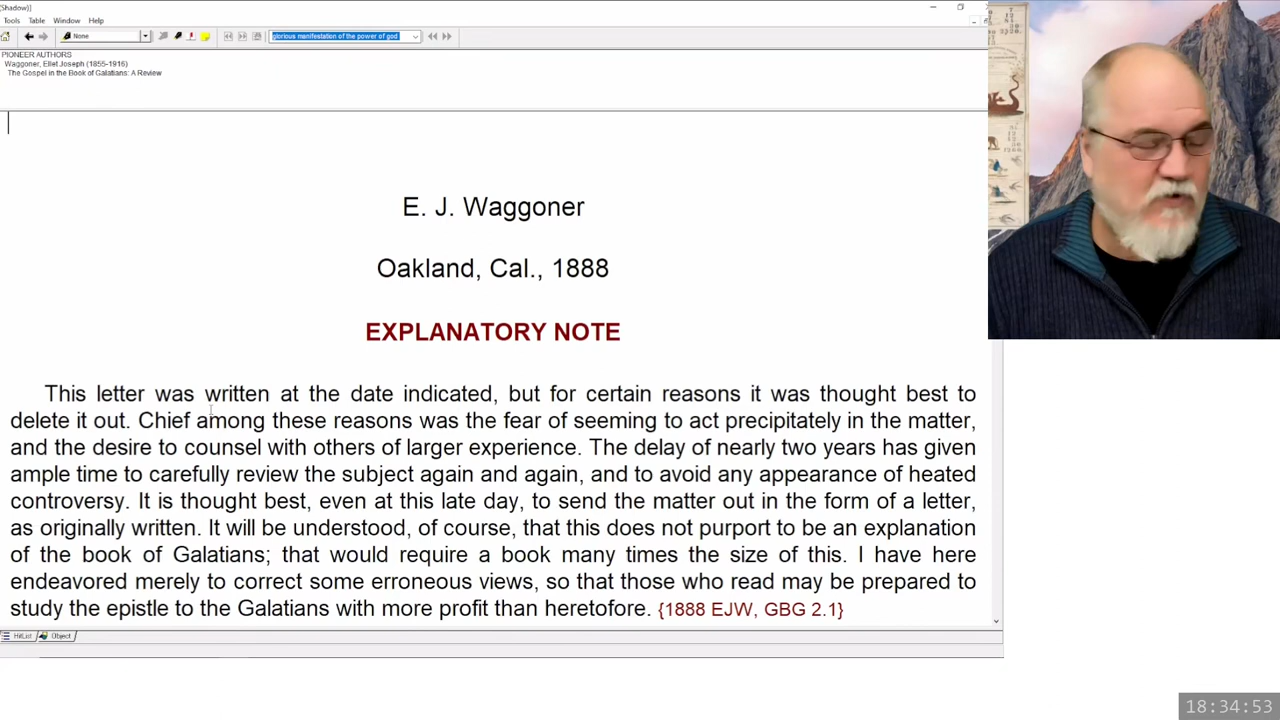 [Shadow)]
Tools Table Window Help
None
glorious manifestation of the power of god
PIONEER AUTHORS
Waggoner, Ellet Joseph (1855-1916)
The Gospel in the Book of Galatians: A Review
E. J. Waggoner
Oakland, Cal., 1888
EXPLANATORY NOTE
This letter was written at the date indicated, but for certain reasons it was thought best to
delete it out. Chief among these reasons was the fear of seeming to act precipitately in the matter,
and the desire to counsel with others of larger experience. The delay of nearly two years has given
ample time to carefully review the subject again and again, and to avoid any appearance of heated
controversy. It is thought best, even at this late day, to send the matter out in the form of a letter,
as originally written. It will be understood, of course, that this does not purport to be an explanation
of the book of Galatians; that would require a book many times the size of this. I have here
endeavored merely to correct some erroneous views, so that those who read may be prepared to
study the epistle to the Galatians with more profit than heretofore. {1888 EJW, GBG 2.1}
HitList Object
18:34:53